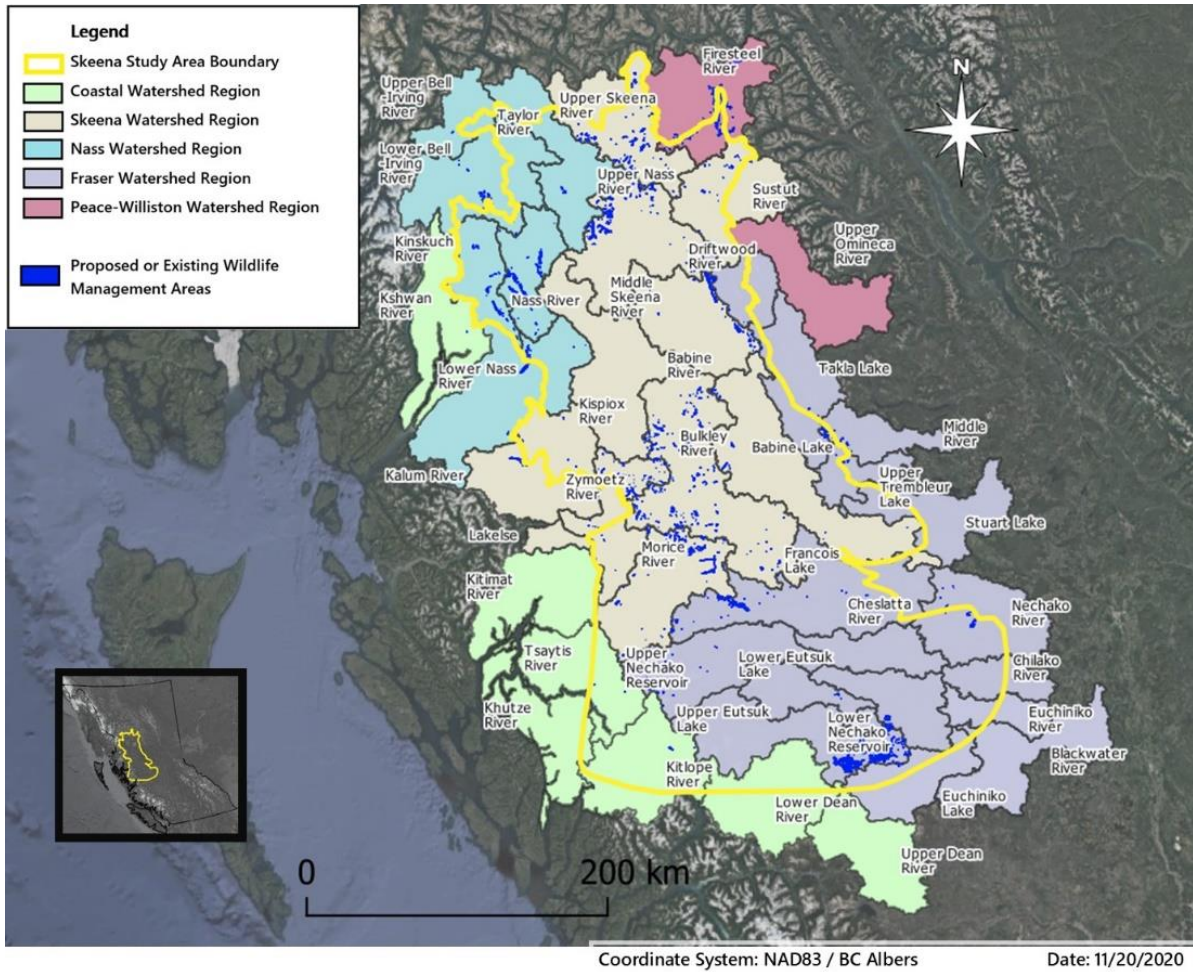 Legend
Skeena Study Area Boundary
Coastal Watershed Region
Skeena Watershed Region
Nass Watershed Region
Fraser Watershed Region
Peace-Williston Watershed Region
Proposed or Existing Wildlife
Management Areas
N
Firesteel
River
Upper Bell
-Irving
River
Upper Skeena
River
Taylor
River
Lower Bell
-Irving
River
Upper Nass
River
Sustut
River
Kinskuch
River
Driftwood
River
Upper
Omineca
River
Kshwan
River
Nass River
Middle
Skeena
River
Lower Nass
River
Babine
River
Takla Lake
Kispiox
River
Bulkley
River
Babine Lake
Middle
River
Kalum River
Zymoetz
River
Upper
Trembleur
Lake
Stuart Lake
Lakelse
Morice
River
Francois
Lake
Kitimat
River
Cheslatta
River
Nechako
River
Tsaytis
River
Upper
Nechako
Reservoir
Lower Eutsuk
Lake
Chilako
River
Khutze
River
Upper Eutsuk
Lake
Lower
Nechako
Reservoir
Euchiniko
River
Blackwater
River
Kitlope
River
Lower Dean
River
Euchiniko
Lake
Upper Dean
River
0 200 km
Coordinate System: NAD83 / BC Albers Date: 11/20/2020